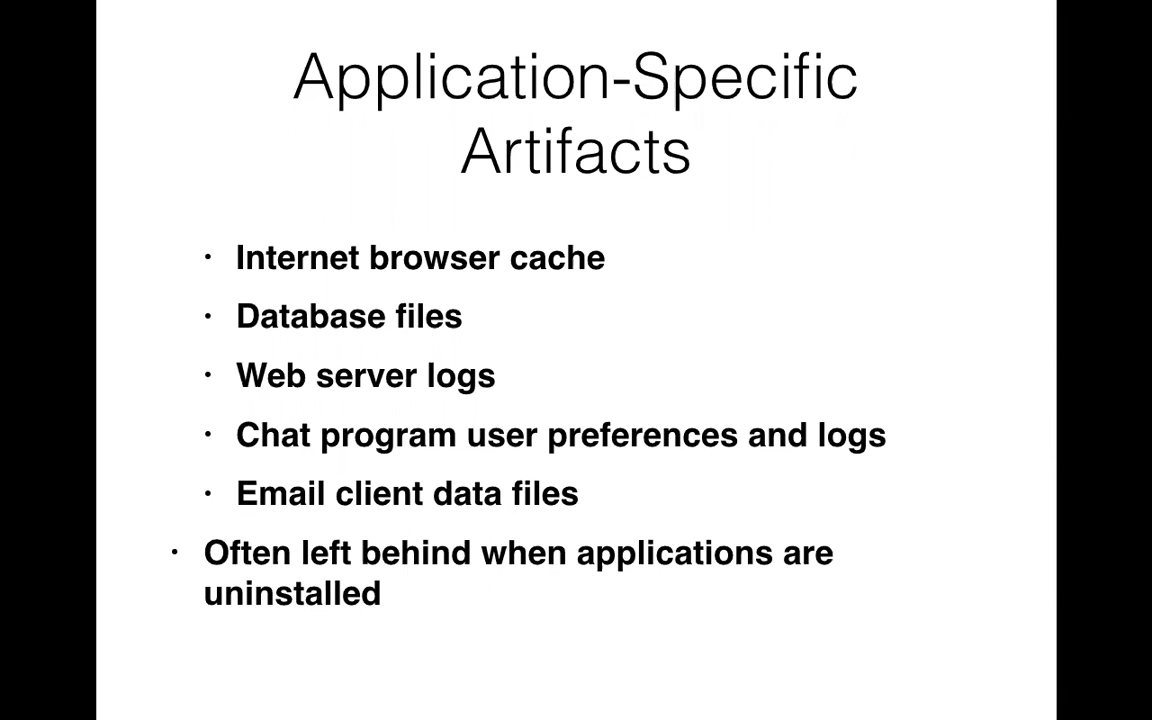 Application-Specific
Artifacts
• Internet browser cache
• Database files
• Web server logs
• Chat program user preferences and logs
• Email client data files
• Often left behind when applications are
uninstalled